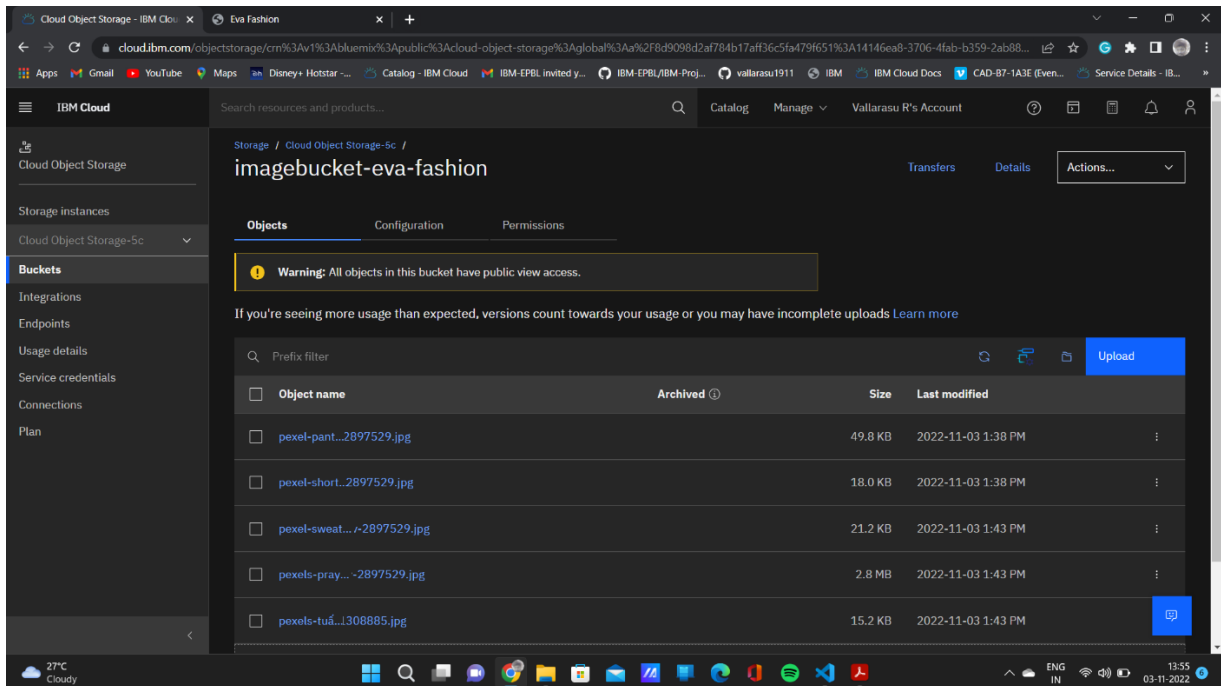 Cloud Object Storage - IBM Clou
Eva Fashion
cloud.ibm.com/objectstorage/crn%3Av1%3Abluemix%3Apublic%3Acloud-object-storage%3Aglobal%3Aa%2F8d9098d2af784b17aff36c5fa479f651%3A14146ea8-3706-4fab-b359-2ab88...
Apps Gmail YouTube Maps Disney+ Hotstar -... Catalog - IBM Cloud IBM-EPBL invited y... IBM-EPBL/IBM-Proj... vallarasu1911 IBM IBM Cloud Docs CAD-B7-1A3E (Even... Service Details - IB... »
IBM Cloud
Search resources and products...
Catalog Manage Vallarasu R's Account
Cloud Object Storage
Storage instances
Cloud Object Storage-5c
Buckets
Integrations
Endpoints
Usage details
Service credentials
Connections
Plan
Storage / Cloud Object Storage-5c /
imagebucket-eva-fashion
Transfers Details Actions...
Objects Configuration Permissions
Warning: All objects in this bucket have public view access.
If you're seeing more usage than expected, versions count towards your usage or you may have incomplete uploads Learn more
Prefix filter Upload
Object name Archived Size Last modified
pexel-pant...2897529.jpg 49.8 KB 2022-11-03 1:38 PM
pexel-short..2897529.jpg 18.0 KB 2022-11-03 1:38 PM
pexel-sweat... -2897529.jpg 21.2 KB 2022-11-03 1:43 PM
pexels-pray... -2897529.jpg 2.8 MB 2022-11-03 1:43 PM
pexels-tuấ...1308885.jpg 15.2 KB 2022-11-03 1:43 PM
27°C
Cloudy
ENG
IN
13:55
03-11-2022
6